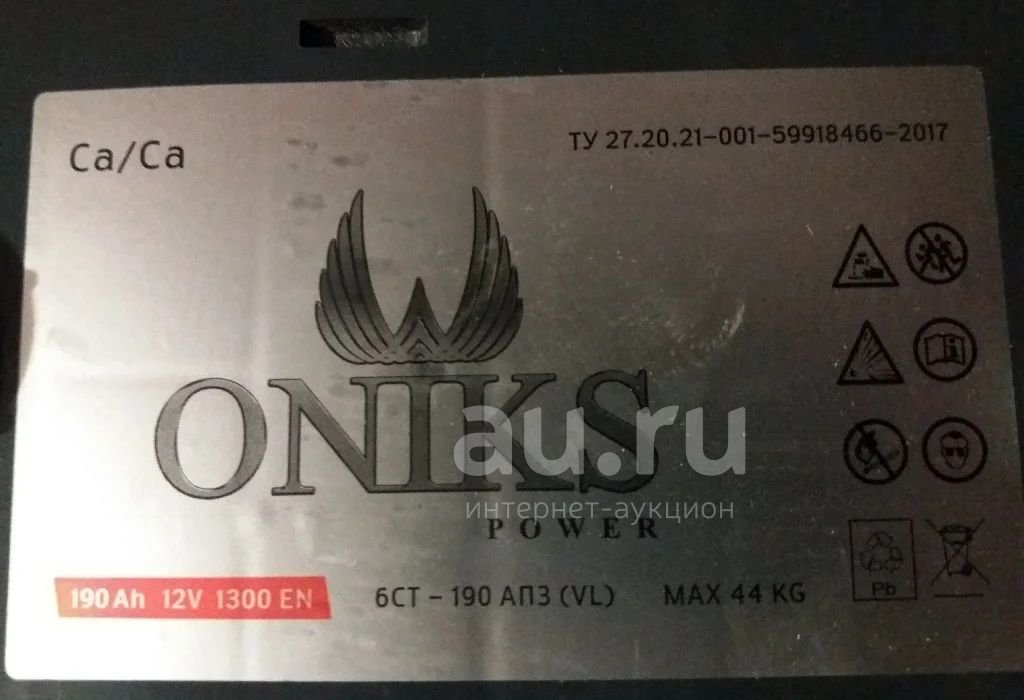 Ca/Ca
ТУ 27.20.21-001-59918466-2017
ONIKS
POWER
au.ru
интернет-аукцион
190 Ah 12V 1300 EN
6СТ - 190 АПЗ (VL)
MAX 44 KG
Pb